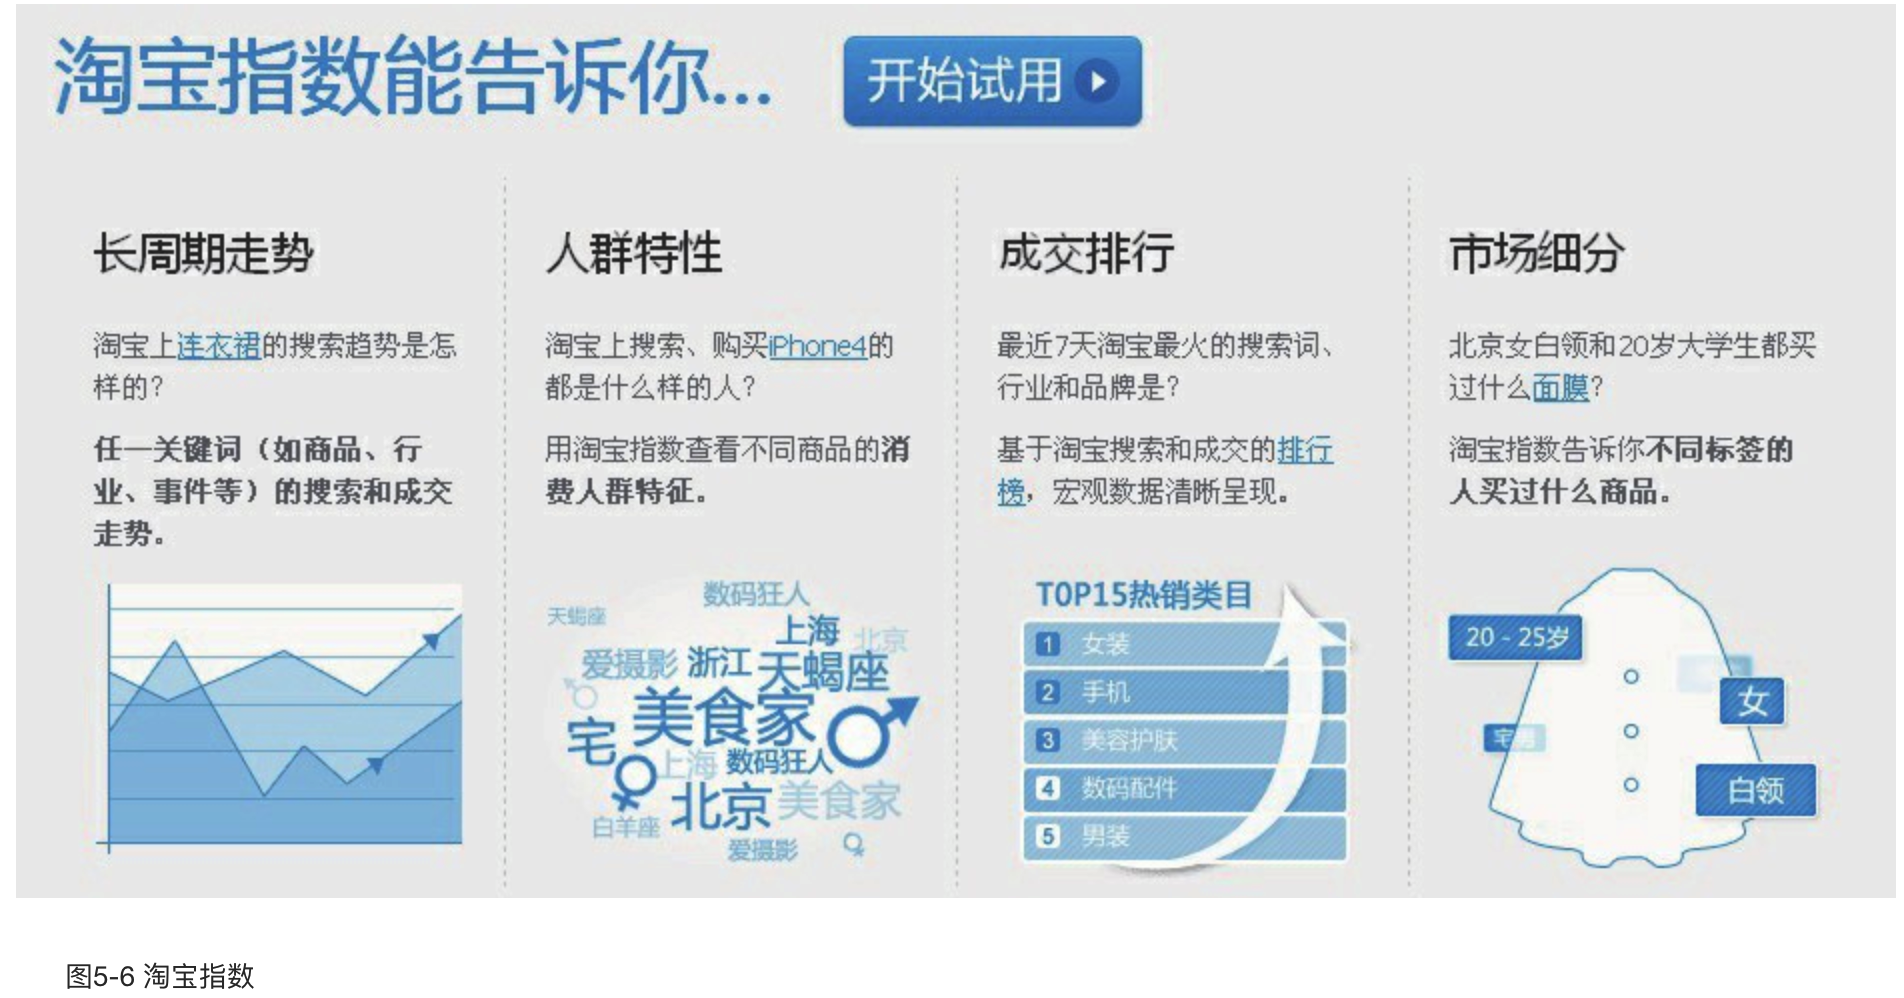 淘宝指数能告诉你...
开始试用
长周期走势
淘宝上连衣裙的搜索趋势是怎
样的？
任一关键词（如商品、行
业、事件等）的搜索和成交
走势。
人群特性
淘宝上搜索、购买iPhone4的
都是什么样的人？
用淘宝指数查看不同商品的消
费人群特征。
数码狂人
天蝎座
上海
北京
爱摄影
浙江
天蝎座
美食家
宅
上海
数码狂人
北京
美食家
白羊座
爱摄影
成交排行
最近7天淘宝最火的搜索词、
行业和品牌是？
基于淘宝搜索和成交的排行
榜，宏观数据清晰呈现。
TOP15热销类目
1 女装
2 手机
3 美容护肤
4 数码配件
5 男装
市场细分
北京女白领和20岁大学生都买
过什么面膜？
淘宝指数告诉你不同标签的
人买过什么商品。
20 - 25岁
女
宅男
白领
图5-6 淘宝指数